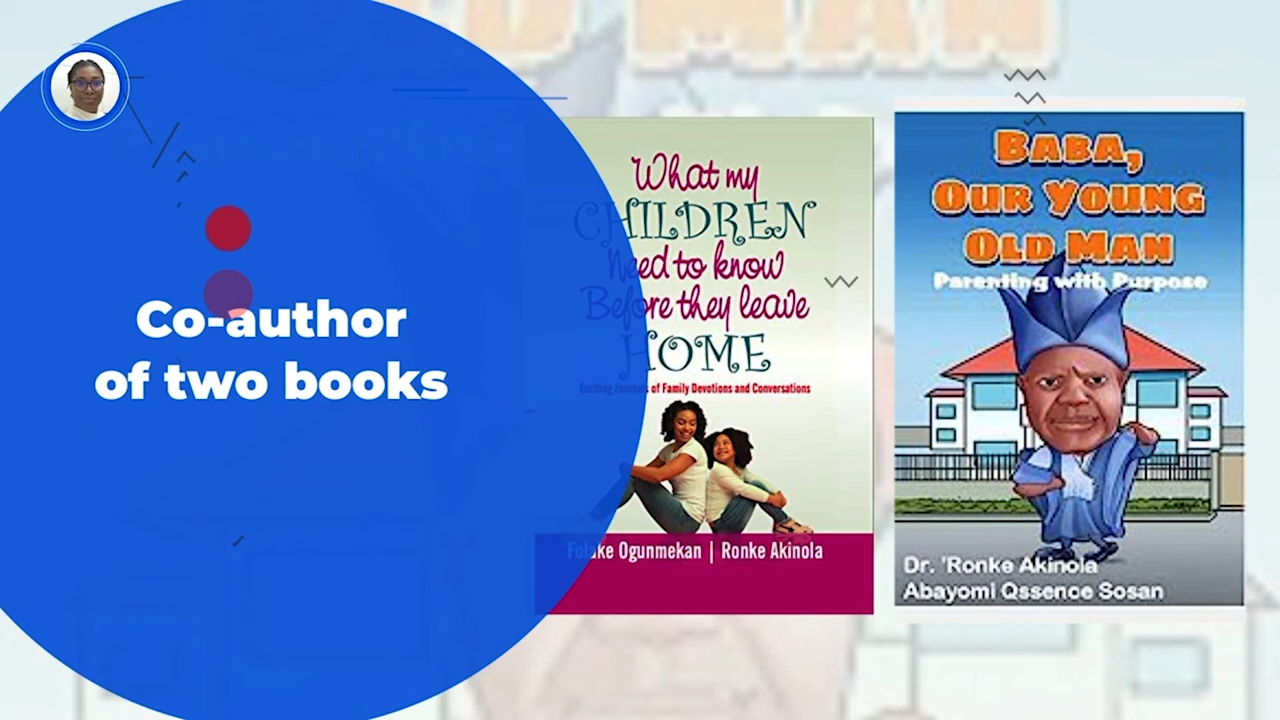 Co-author
of two books
What my
CHILDREN
Need to know
Before they leave
HOME
Exciting Journals of Family Devotions and Conversations
Folake Ogunmekan | Ronke Akinola
BABA,
OUR YOUNG
OLD MAN
Parenting with Purpose
Dr. 'Ronke Akinola
Abayomi Qssence Sosan